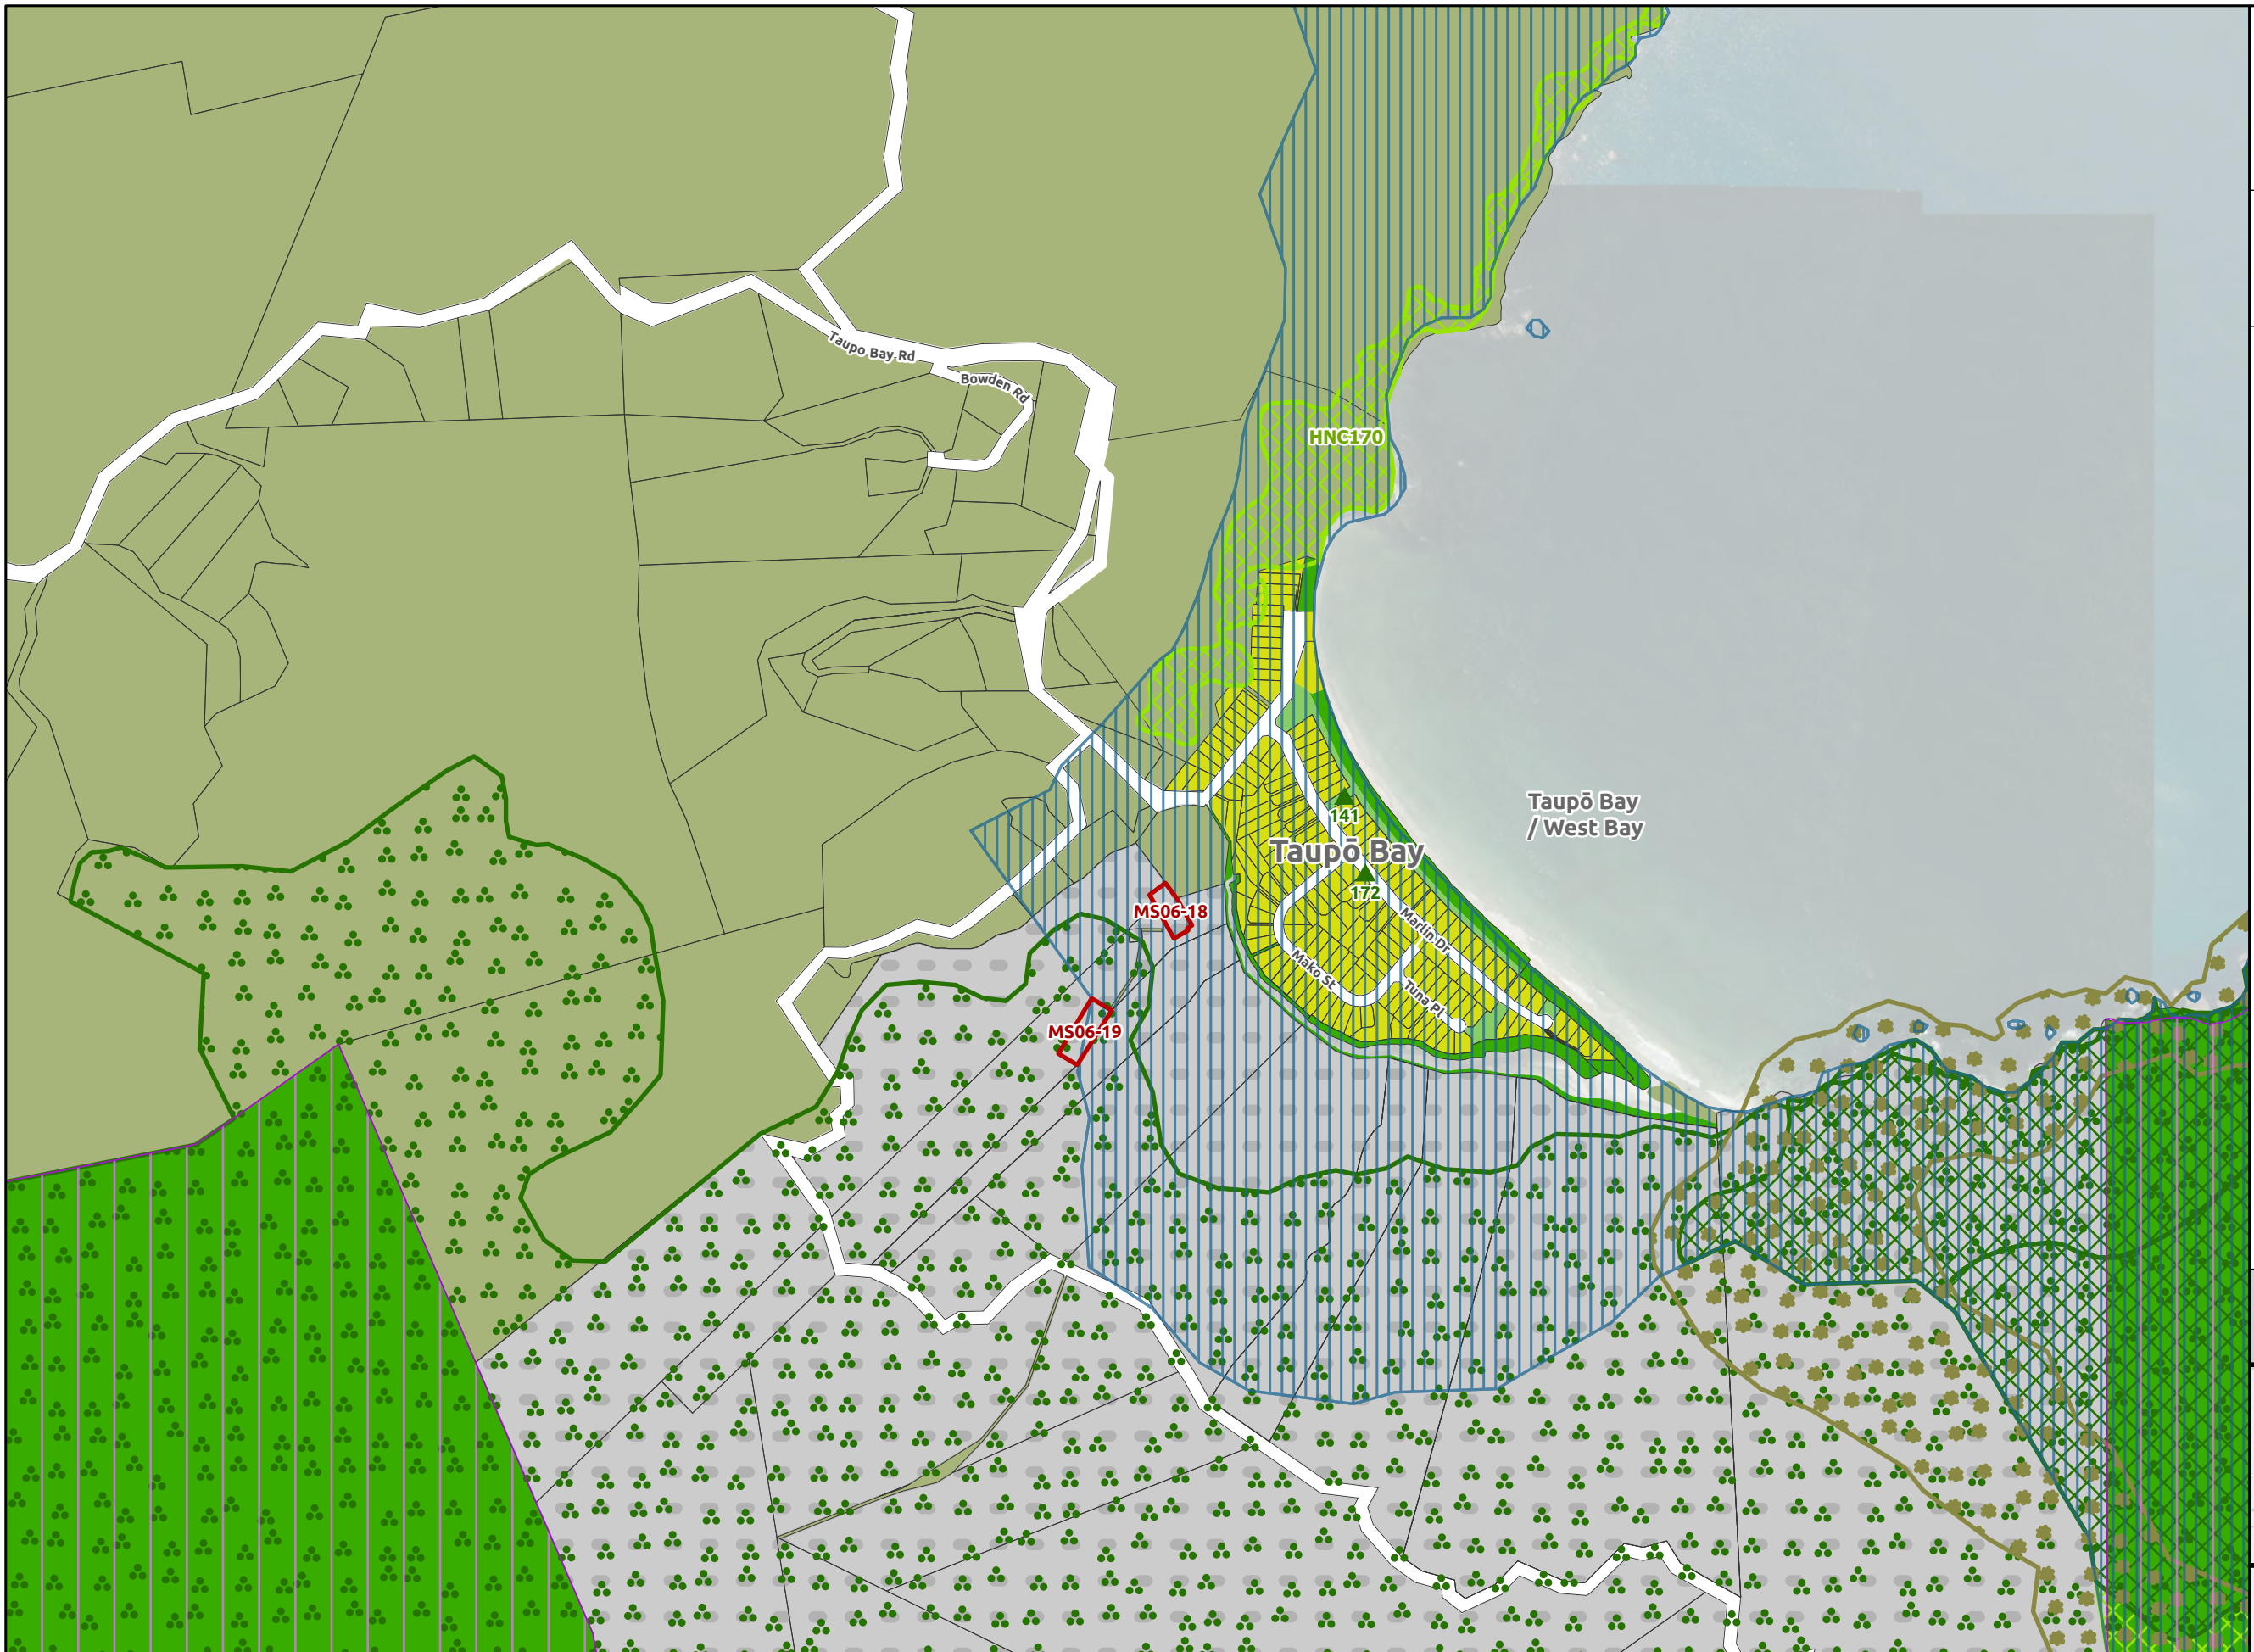 Taupo Bay Rd
Bowden Rd
HNC170
Taupō Bay
/ West Bay
141
Taupō Bay
172
MS06-18
Marlin Dr
Mako St
Tuna Pl
MS06-19